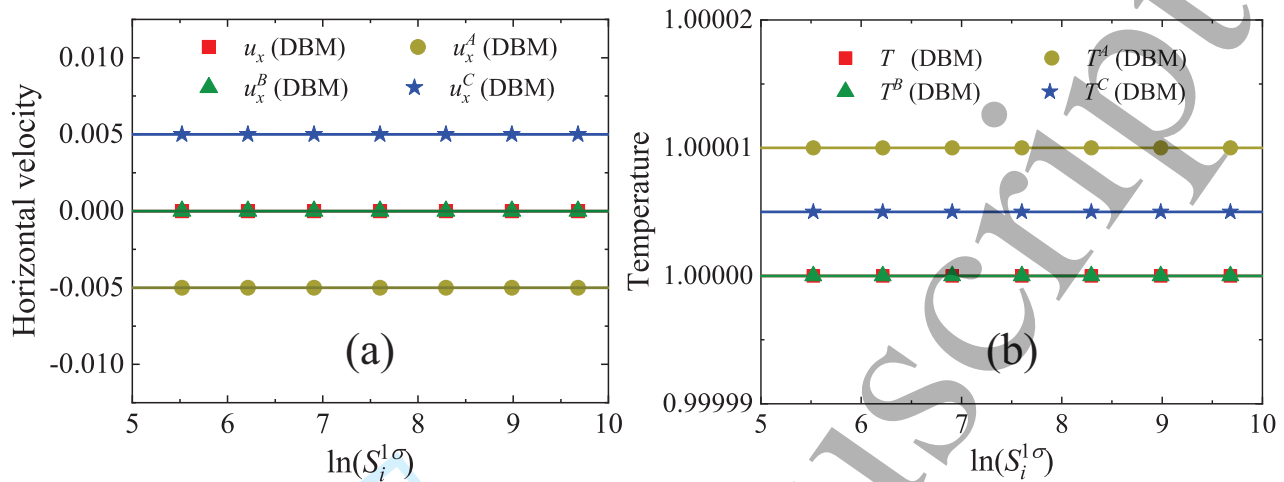 0.010
0.005
0.000
-0.005
-0.010
Horizontal velocity
u_x (DBM)
u_x^A (DBM)
u_x^B (DBM)
u_x^C (DBM)
(a)
5 6 7 8 9 10
ln(S_i^{1σ})
1.00002
1.00001
1.00000
0.99999
Temperature
T (DBM)
T^A (DBM)
T^B (DBM)
T^C (DBM)
(b)
5 6 7 8 9 10
ln(S_i^{1σ})
uscript